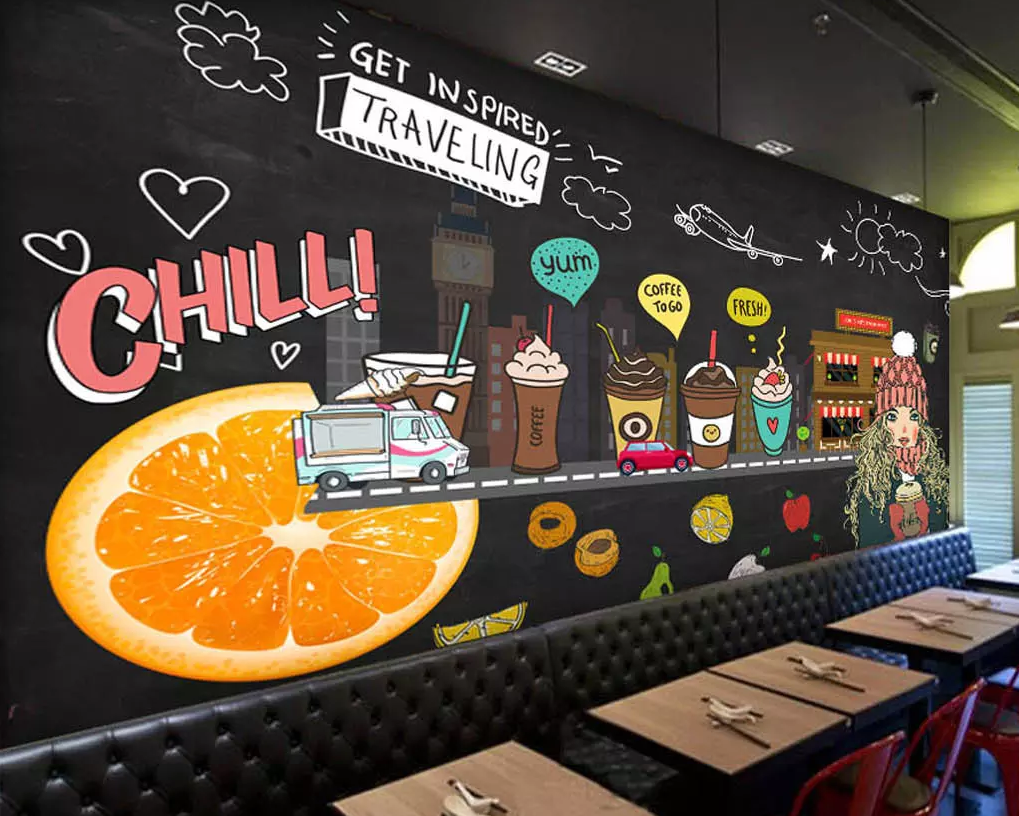 GET INSPIRED
TRAVELING
CHILL!
yum
COFFEE
TO GO
FRESH!
COFFEE